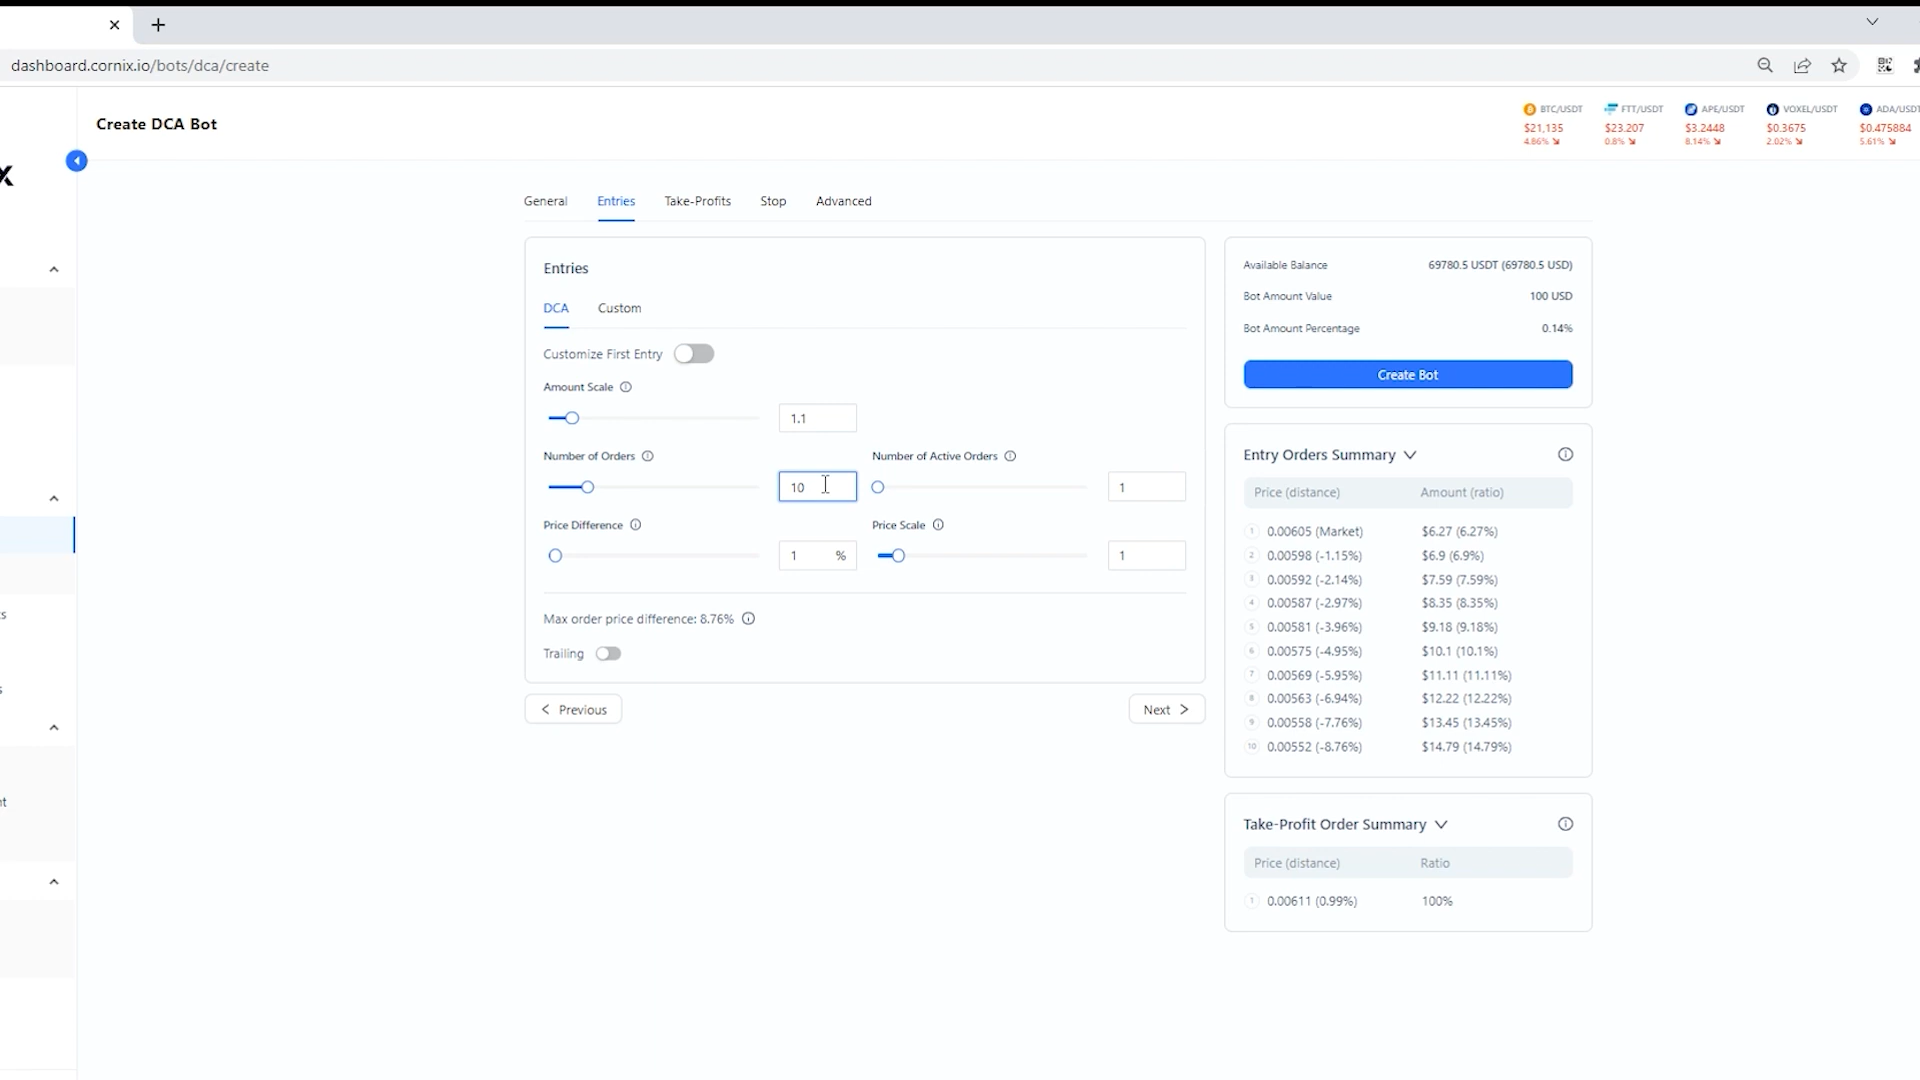 dashboard.cornix.io/bots/dca/create
Create DCA Bot
BTC/USDT FTT/USDT APE/USDT VOXEL/USDT ADA/USDT
$21,135 $23.207 $3.2448 $0.3675 $0.475884
4.86% 0.8% 8.14% 2.02% 5.61%
General Entries Take-Profits Stop Advanced
Entries
DCA Custom
Customize First Entry
Amount Scale
1.1
Number of Orders
10
Number of Active Orders
1
Price Difference
1 %
Price Scale
1
Max order price difference: 8.76%
Trailing
< Previous
Next >
Available Balance 69780.5 USDT (69780.5 USD)
Bot Amount Value 100 USD
Bot Amount Percentage 0.14%
Create Bot
Entry Orders Summary
Price (distance) Amount (ratio)
1 0.00605 (Market) $6.27 (6.27%)
2 0.00598 (-1.15%) $6.9 (6.9%)
3 0.00592 (-2.14%) $7.59 (7.59%)
4 0.00587 (-2.97%) $8.35 (8.35%)
5 0.00581 (-3.96%) $9.18 (9.18%)
6 0.00575 (-4.95%) $10.1 (10.1%)
7 0.00569 (-5.95%) $11.11 (11.11%)
8 0.00563 (-6.94%) $12.22 (12.22%)
9 0.00558 (-7.76%) $13.45 (13.45%)
10 0.00552 (-8.76%) $14.79 (14.79%)
Take-Profit Order Summary
Price (distance) Ratio
1 0.00611 (0.99%) 100%